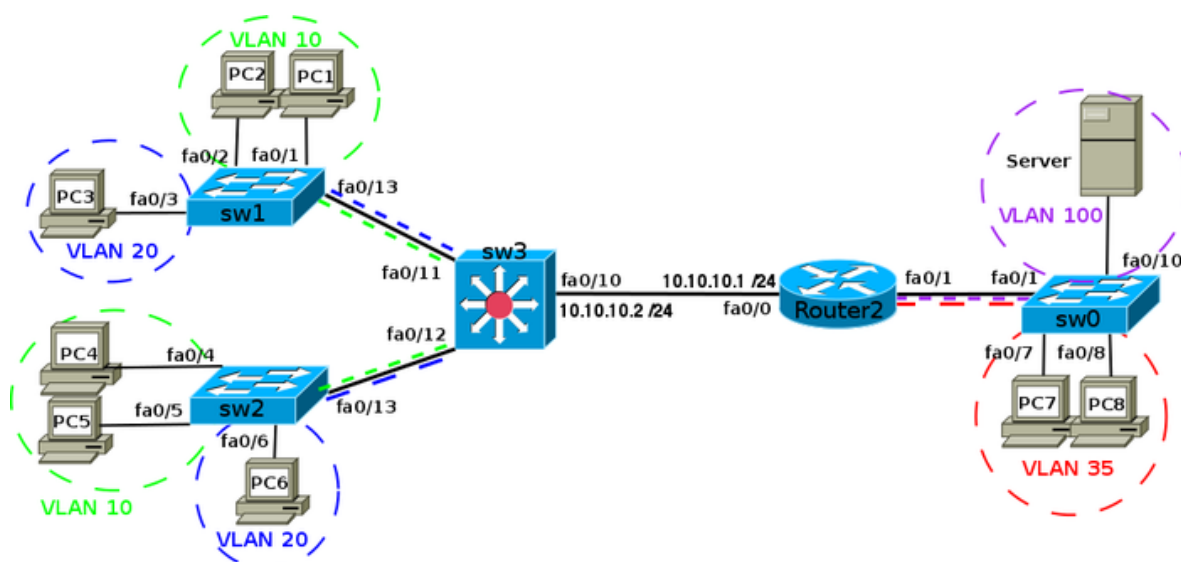 VLAN 10
PC2
PC1
fa0/2
fa0/1
PC3
fa0/3
VLAN 20
sw1
fa0/13
fa0/11
sw3
fa0/10
10.10.10.2 /24
10.10.10.1 /24
fa0/0
Router2
fa0/1
fa0/1
Server
VLAN 100
fa0/10
sw0
fa0/7
fa0/8
PC7
PC8
VLAN 35
fa0/12
PC4
fa0/4
PC5
fa0/5
sw2
fa0/13
fa0/6
VLAN 10
PC6
VLAN 20